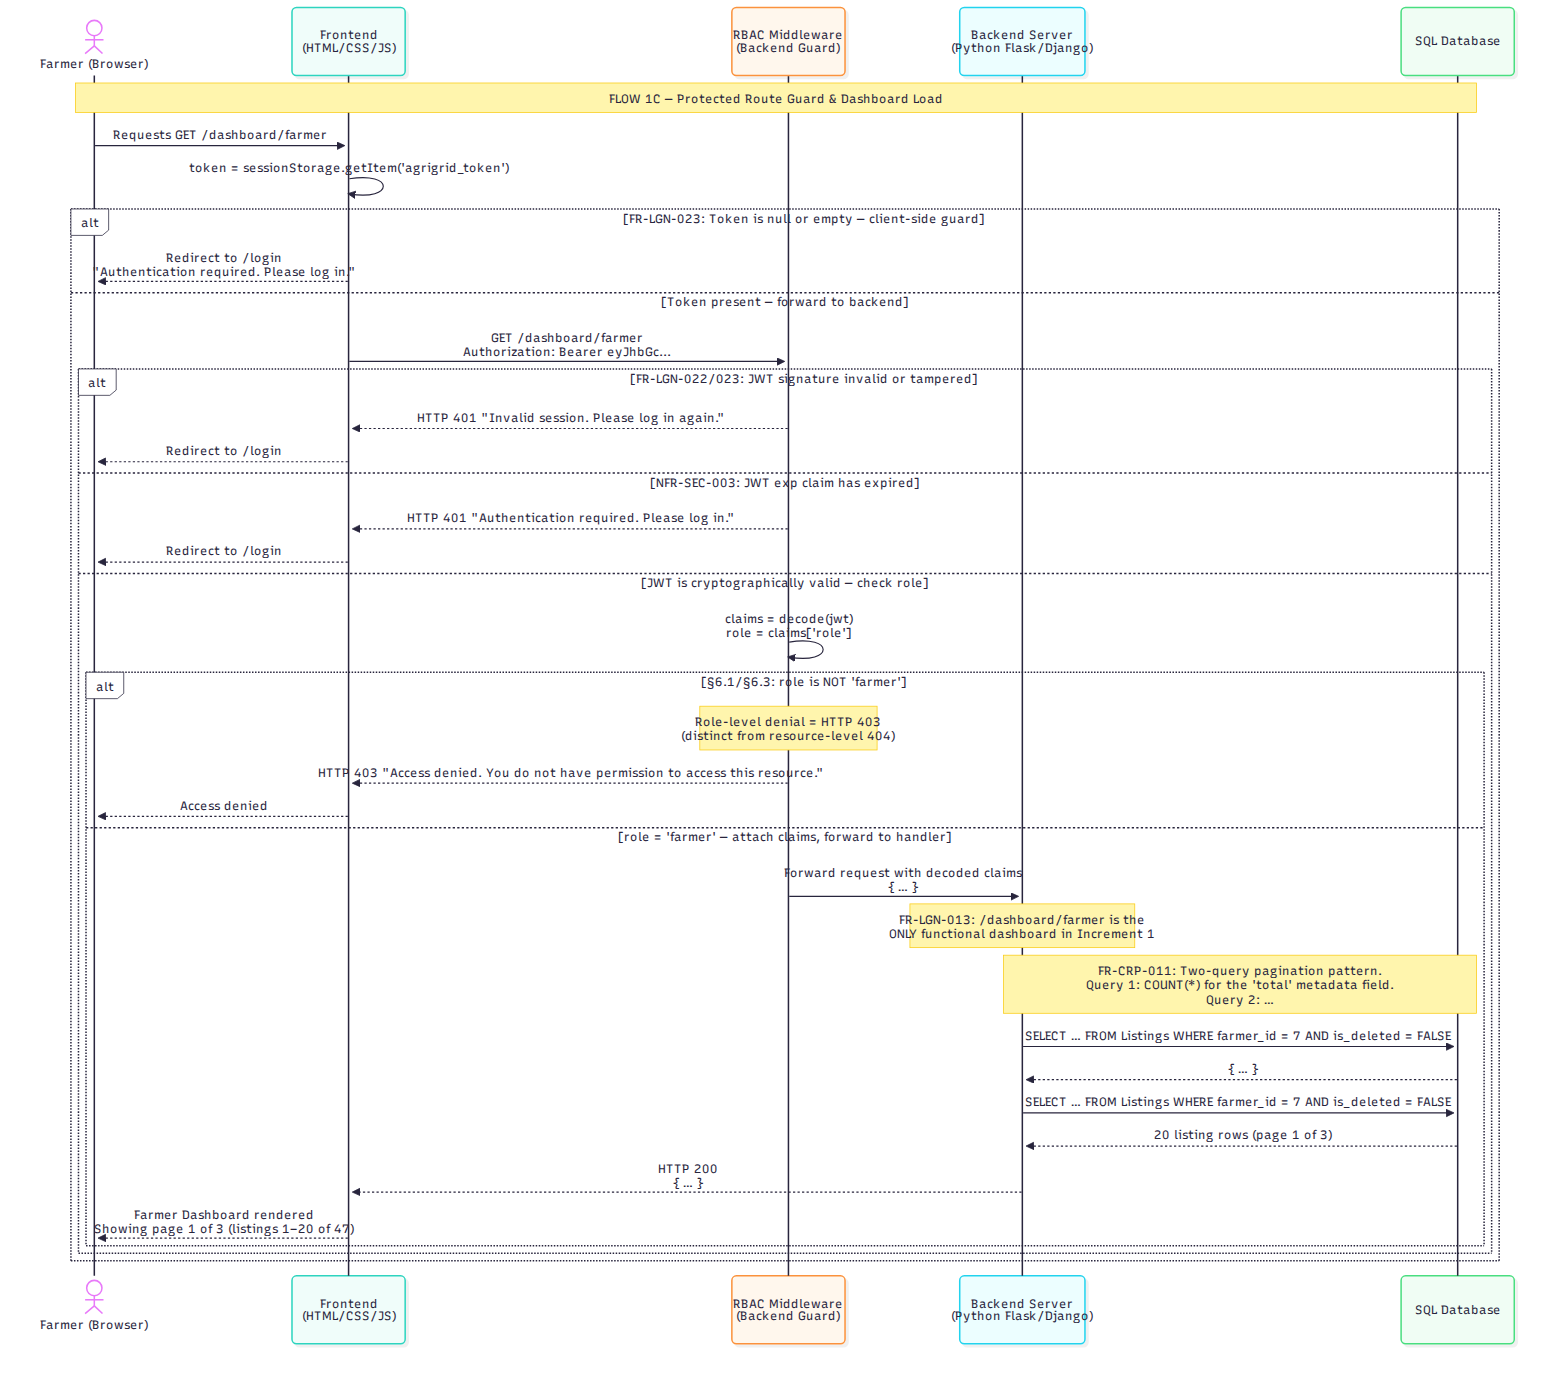 Farmer (Browser)
Frontend
(HTML/CSS/JS)
RBAC Middleware
(Backend Guard)
Backend Server
(Python Flask/Django)
SQL Database
FLOW 1C – Protected Route Guard & Dashboard Load
Requests GET /dashboard/farmer
token = sessionStorage.getItem('agrigrid_token')
alt
[FR-LGN-023: Token is null or empty – client-side guard]
Redirect to /login
"Authentication required. Please log in."
[Token present – forward to backend]
GET /dashboard/farmer
Authorization: Bearer eyJhbGc...
alt
[FR-LGN-022/023: JWT signature invalid or tampered]
HTTP 401 "Invalid session. Please log in again."
Redirect to /login
[NFR-SEC-003: JWT exp claim has expired]
HTTP 401 "Authentication required. Please log in."
Redirect to /login
[JWT is cryptographically valid – check role]
claims = decode(jwt)
role = claims['role']
alt
[§6.1/§6.3: role is NOT 'farmer']
Role-level denial = HTTP 403
(distinct from resource-level 404)
HTTP 403 "Access denied. You do not have permission to access this resource."
Access denied
[role = 'farmer' – attach claims, forward to handler]
Forward request with decoded claims
{ ... }
FR-LGN-013: /dashboard/farmer is the
ONLY functional dashboard in Increment 1
FR-CRP-011: Two-query pagination pattern.
Query 1: COUNT(*) for the 'total' metadata field.
Query 2: ...
SELECT ... FROM Listings WHERE farmer_id = 7 AND is_deleted = FALSE
{ ... }
SELECT ... FROM Listings WHERE farmer_id = 7 AND is_deleted = FALSE
20 listing rows (page 1 of 3)
HTTP 200
{ ... }
Farmer Dashboard rendered
Showing page 1 of 3 (listings 1–20 of 47)
Farmer (Browser)
Frontend
(HTML/CSS/JS)
RBAC Middleware
(Backend Guard)
Backend Server
(Python Flask/Django)
SQL Database